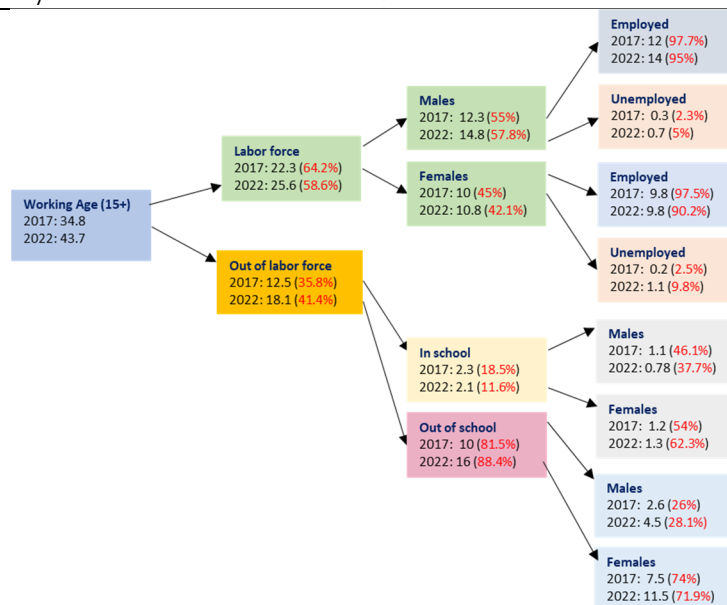 Working Age (15+)
2017: 34.8
2022: 43.7
Labor force
2017: 22.3 (64.2%)
2022: 25.6 (58.6%)
Out of labor force
2017: 12.5 (35.8%)
2022: 18.1 (41.4%)
Males
2017: 12.3 (55%)
2022: 14.8 (57.8%)
Females
2017: 10 (45%)
2022: 10.8 (42.1%)
In school
2017: 2.3 (18.5%)
2022: 2.1 (11.6%)
Out of school
2017: 10 (81.5%)
2022: 16 (88.4%)
Employed
2017: 12 (97.7%)
2022: 14 (95%)
Unemployed
2017: 0.3 (2.3%)
2022: 0.7 (5%)
Employed
2017: 9.8 (97.5%)
2022: 9.8 (90.2%)
Unemployed
2017: 0.2 (2.5%)
2022: 1.1 (9.8%)
Males
2017: 1.1 (46.1%)
2022: 0.78 (37.7%)
Females
2017: 1.2 (54%)
2022: 1.3 (62.3%)
Males
2017: 2.6 (26%)
2022: 4.5 (28.1%)
Females
2017: 7.5 (74%)
2022: 11.5 (71.9%)